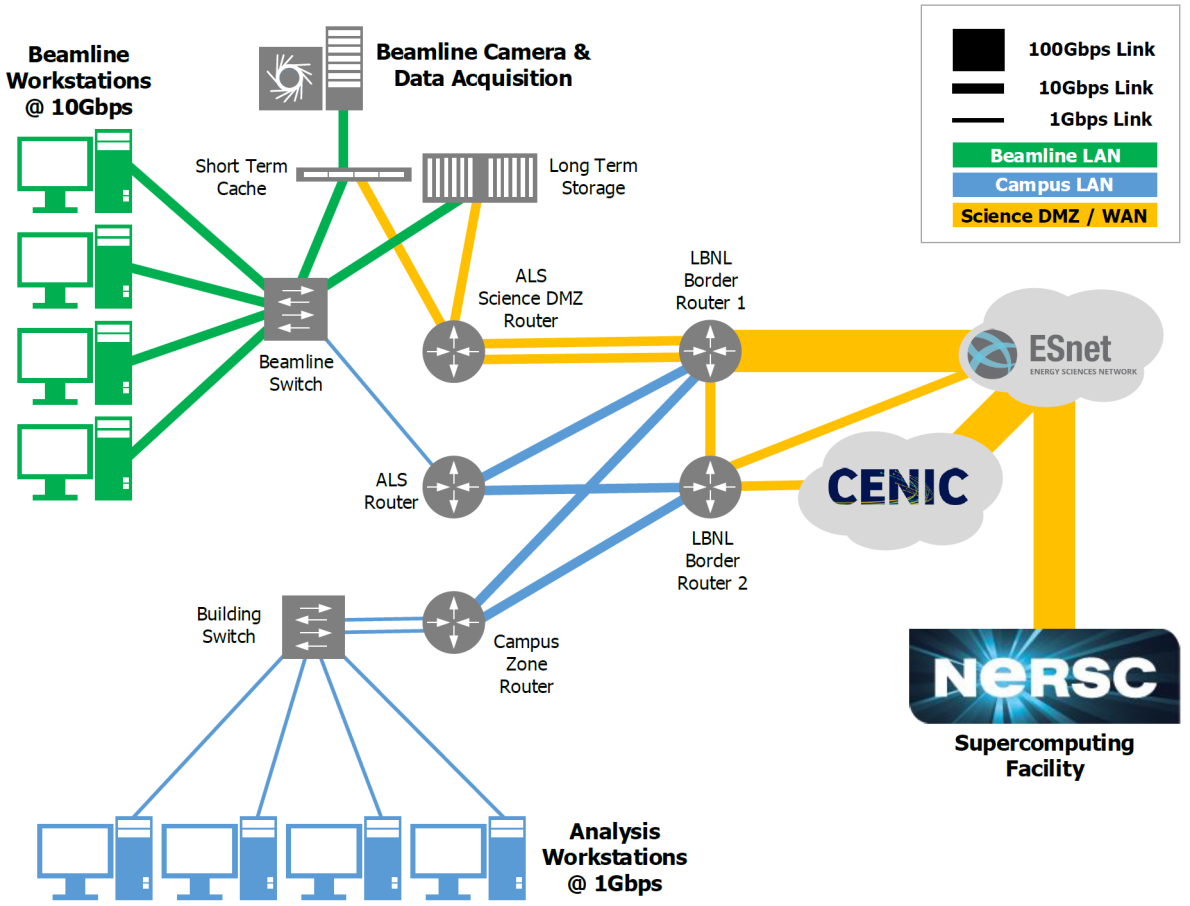 Beamline
Workstations
@ 10Gbps
Beamline Camera &
Data Acquisition
100Gbps Link
10Gbps Link
1Gbps Link
Beamline LAN
Campus LAN
Science DMZ / WAN
Short Term
Cache
Long Term
Storage
ALS
Science DMZ
Router
LBNL
Border
Router 1
ESnet
ENERGY SCIENCES NETWORK
Beamline
Switch
ALS
Router
CENIC
LBNL
Border
Router 2
Building
Switch
Campus
Zone
Router
NERSC
Supercomputing
Facility
Analysis
Workstations
@ 1Gbps